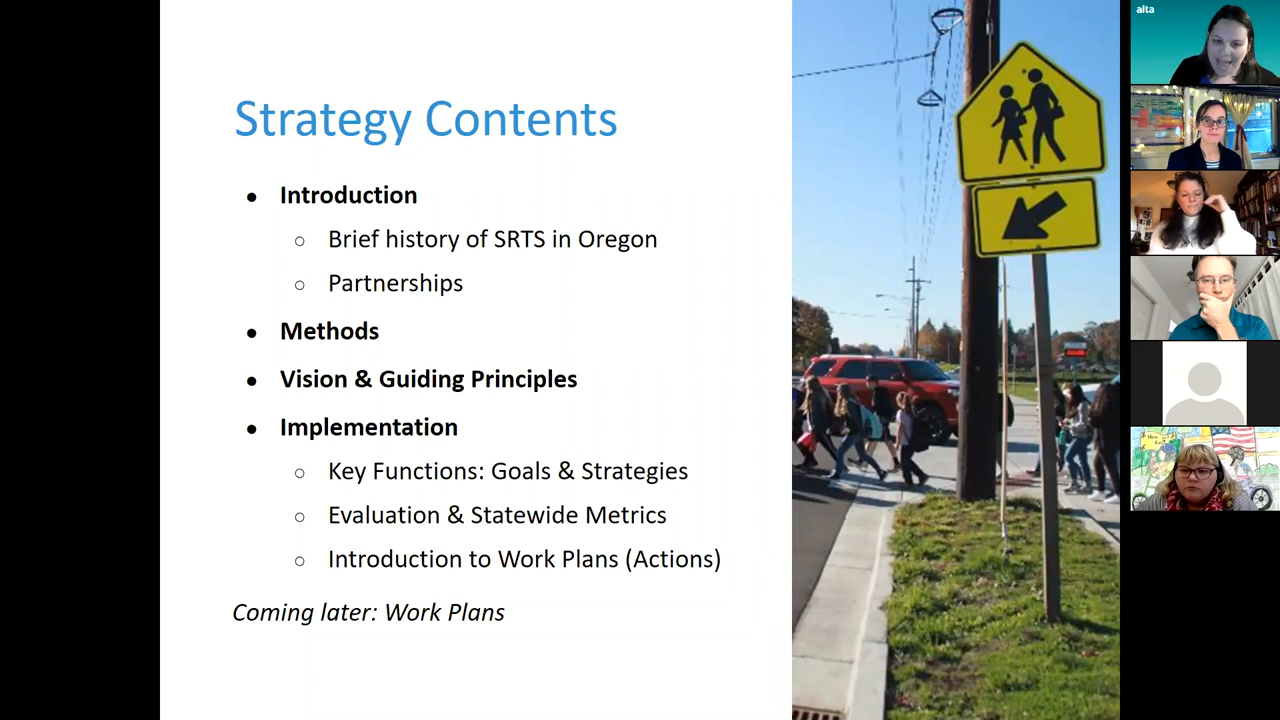 Strategy Contents
● Introduction
○ Brief history of SRTS in Oregon
○ Partnerships
● Methods
● Vision & Guiding Principles
● Implementation
○ Key Functions: Goals & Strategies
○ Evaluation & Statewide Metrics
○ Introduction to Work Plans (Actions)
Coming later: Work Plans
alta